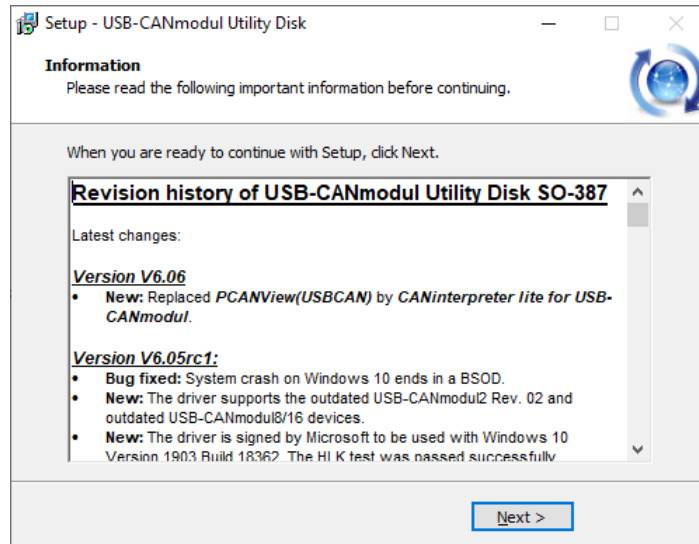 Setup - USB-CANmodul Utility Disk
Information
Please read the following important information before continuing.
When you are ready to continue with Setup, click Next.
Revision history of USB-CANmodul Utility Disk SO-387
Latest changes:
Version V6.06
• New: Replaced PCANView(USBCAN) by CANinterpreter lite for USB-
CANmodul.
Version V6.05rc1:
• Bug fixed: System crash on Windows 10 ends in a BSOD.
• New: The driver supports the outdated USB-CANmodul2 Rev. 02 and
outdated USB-CANmodul8/16 devices.
• New: The driver is signed by Microsoft to be used with Windows 10
Version 1903 Build 18362. The HLK test was passed successfully
Next >